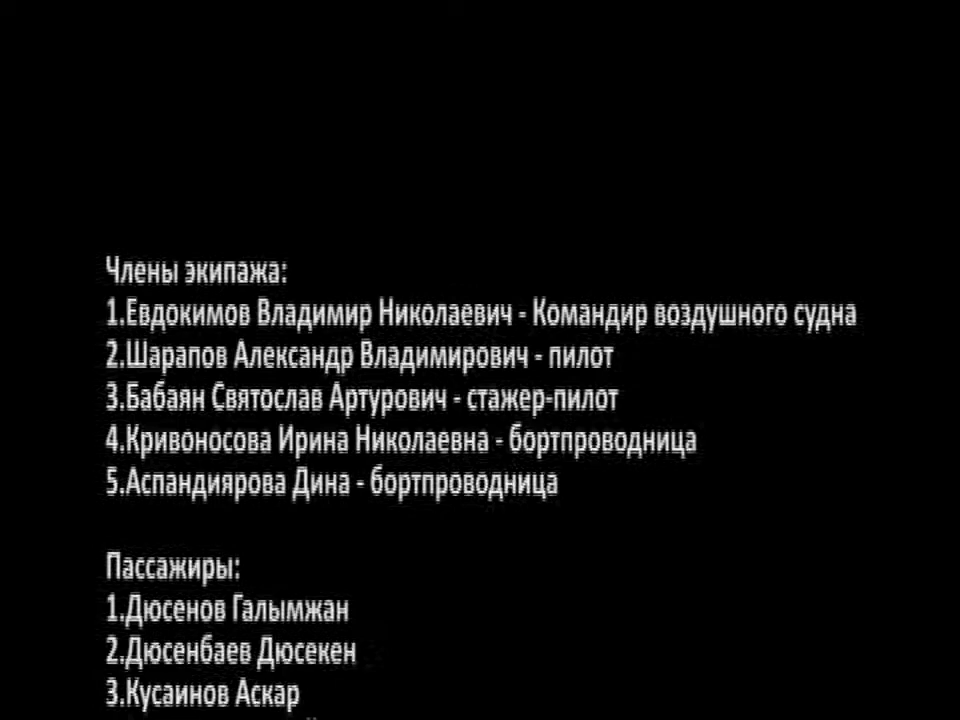 Члены экипажа:
1.Евдокимов Владимир Николаевич - Командир воздушного судна
2.Шарапов Александр Владимирович - пилот
3.Бабаян Святослав Артурович - стажер-пилот
4.Кривоносова Ирина Николаевна - бортпроводница
5.Аспандиярова Дина - бортпроводница
Пассажиры:
1.Дюсенов Галымжан
2.Дюсенбаев Дюсекен
3.Кусаинов Аскар